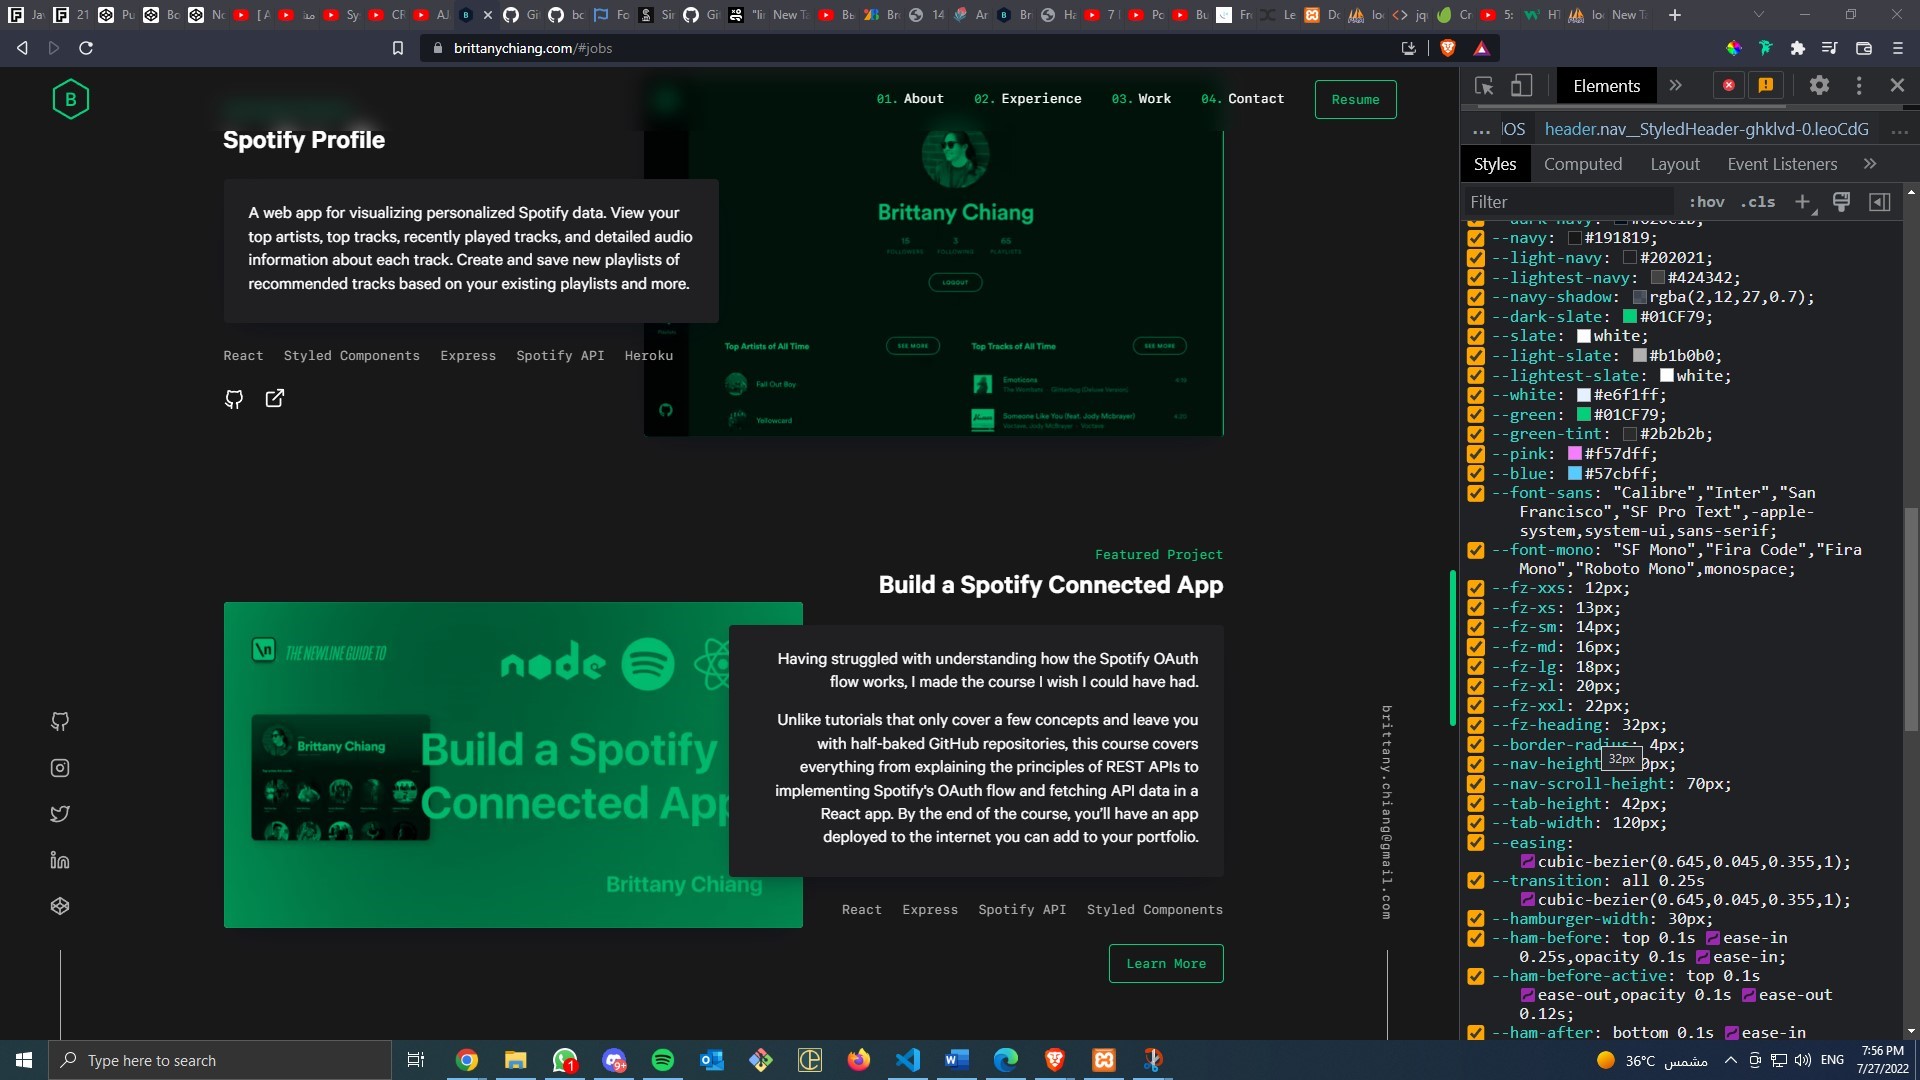 brittanychiang.com/#jobs
B
01. About
02. Experience
03. Work
04. Contact
Resume
Spotify Profile
A web app for visualizing personalized Spotify data. View your
top artists, top tracks, recently played tracks, and detailed audio
information about each track. Create and save new playlists of
recommended tracks based on your existing playlists and more.
React Styled Components Express Spotify API Heroku
Brittany Chiang
15 3 65
FOLLOWERS FOLLOWING PLAYLISTS
LOGOUT
Top Artists of All Time
SEE MORE
Top Tracks of All Time
SEE MORE
Fall Out Boy
Yellowcard
Emoticons
Someone Like You (feat. Jody Mcbrayer)
Featured Project
Build a Spotify Connected App
\n THE NEWLINE GUIDE TO
node
Brittany Chiang
Build a Spotify
Connected App
Brittany Chiang
Having struggled with understanding how the Spotify OAuth
flow works, I made the course I wish I could have had.
Unlike tutorials that only cover a few concepts and leave you
with half-baked GitHub repositories, this course covers
everything from explaining the principles of REST APIs to
implementing Spotify's OAuth flow and fetching API data in a
React app. By the end of the course, you'll have an app
deployed to the internet you can add to your portfolio.
React Express Spotify API Styled Components
Learn More
brittany.chiang@gmail.com
Elements
... header.nav__StyledHeader-ghklvd-0.leoCdG ...
Styles Computed Layout Event Listeners
Filter :hov .cls
--navy: #191819;
--light-navy: #202021;
--lightest-navy: #424342;
--navy-shadow: rgba(2,12,27,0.7);
--dark-slate: #01CF79;
--slate: white;
--light-slate: #b1b0b0;
--lightest-slate: white;
--white: #e6f1ff;
--green: #01CF79;
--green-tint: #2b2b2b;
--pink: #f57dff;
--blue: #57cbff;
--font-sans: "Calibre","Inter","San
Francisco","SF Pro Text",-apple-
system,system-ui,sans-serif;
--font-mono: "SF Mono","Fira Code","Fira
Mono","Roboto Mono",monospace;
--fz-xxs: 12px;
--fz-xs: 13px;
--fz-sm: 14px;
--fz-md: 16px;
--fz-lg: 18px;
--fz-xl: 20px;
--fz-xxl: 22px;
--fz-heading: 32px;
--border-radius: 4px;
32px
--nav-height
--nav-scroll-height: 70px;
--tab-height: 42px;
--tab-width: 120px;
--easing:
cubic-bezier(0.645,0.045,0.355,1);
--transition: all 0.25s
cubic-bezier(0.645,0.045,0.355,1);
--hamburger-width: 30px;
--ham-before: top 0.1s ease-in
0.25s,opacity 0.1s ease-in;
--ham-before-active: top 0.1s
ease-out,opacity 0.1s ease-out
0.12s;
--ham-after: bottom 0.1s ease-in
Type here to search
36°C مشمس
ENG
7:56 PM
7/27/2022